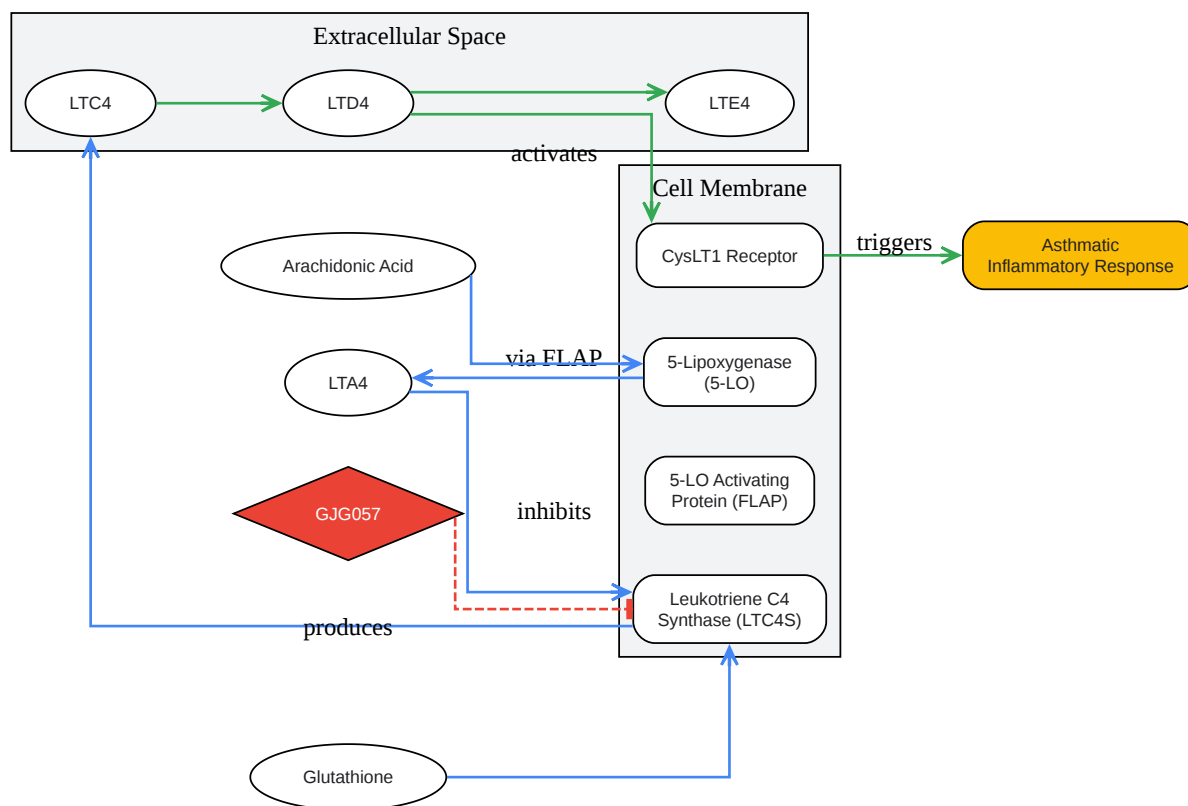 Extracellular Space
LTC4
LTD4
LTE4
activates
Cell Membrane
CysLT1 Receptor
triggers
Asthmatic
Inflammatory Response
Arachidonic Acid
via FLAP
5-Lipoxygenase
(5-LO)
LTA4
5-LO Activating
Protein (FLAP)
GJG057
inhibits
Leukotriene C4
Synthase (LTC4S)
produces
Glutathione